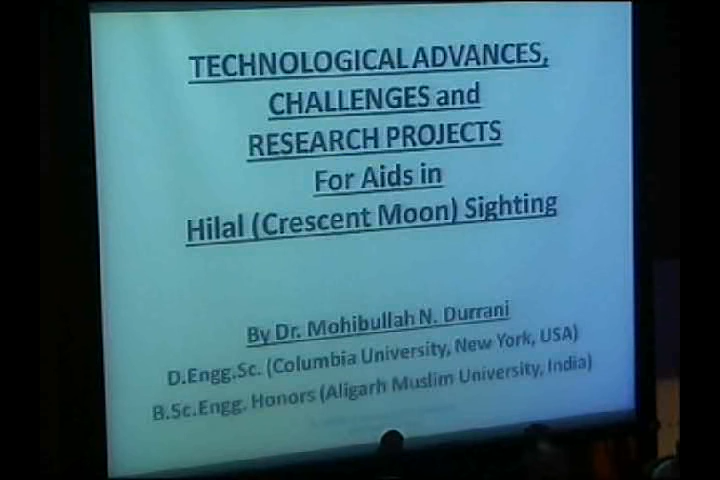 TECHNOLOGICAL ADVANCES,
CHALLENGES and
RESEARCH PROJECTS
For Aids in
Hilal (Crescent Moon) Sighting
By Dr. Mohibullah N. Durrani
D.Engg.Sc. (Columbia University, New York, USA)
B.Sc.Engg. Honors (Aligarh Muslim University, India)